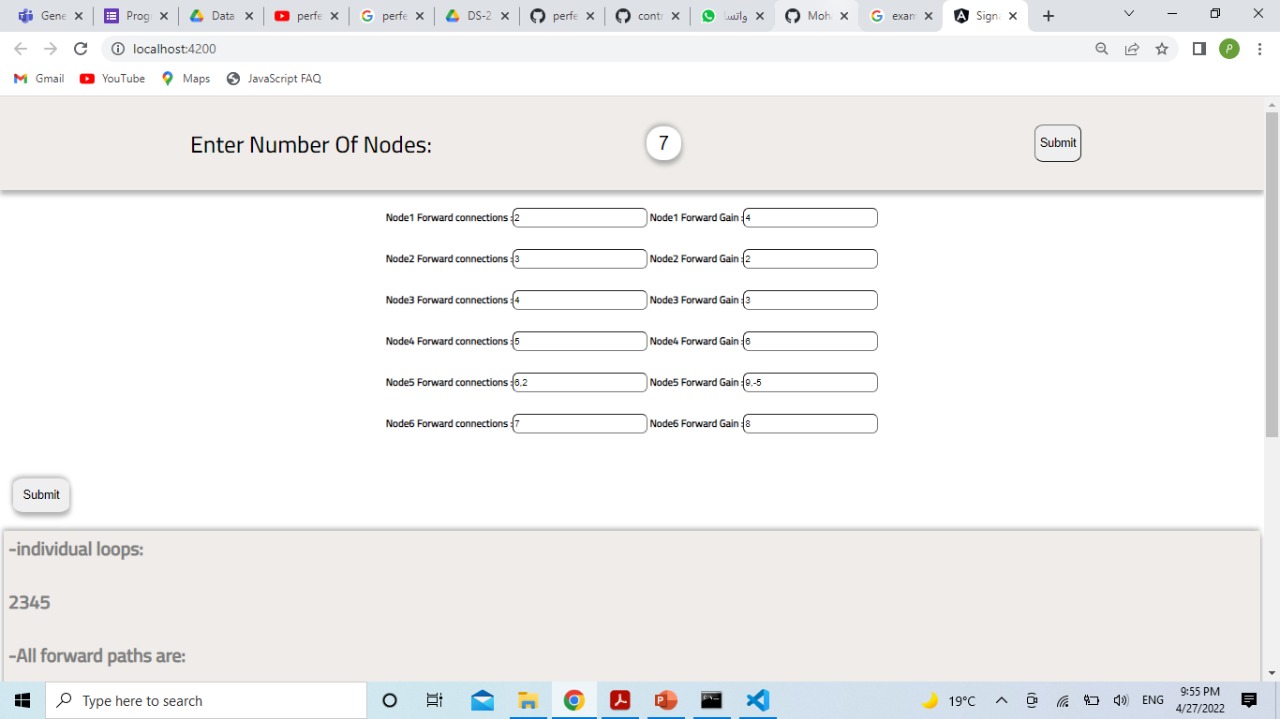 Gene
Prog
Data
perfe
perfe
DS-2
perfe
contr
واتسا
Moh
exam
Sign
localhost:4200
P
Gmail
YouTube
Maps
JavaScript FAQ
Enter Number Of Nodes:
7
Submit
Node1 Forward connections :2 Node1 Forward Gain :4
Node2 Forward connections :3 Node2 Forward Gain :2
Node3 Forward connections :4 Node3 Forward Gain :3
Node4 Forward connections :5 Node4 Forward Gain :6
Node5 Forward connections :6,2 Node5 Forward Gain :9,-5
Node6 Forward connections :7 Node6 Forward Gain :8
Submit
-individual loops:
2345
-All forward paths are:
Type here to search
19°C
ENG
9:55 PM
4/27/2022